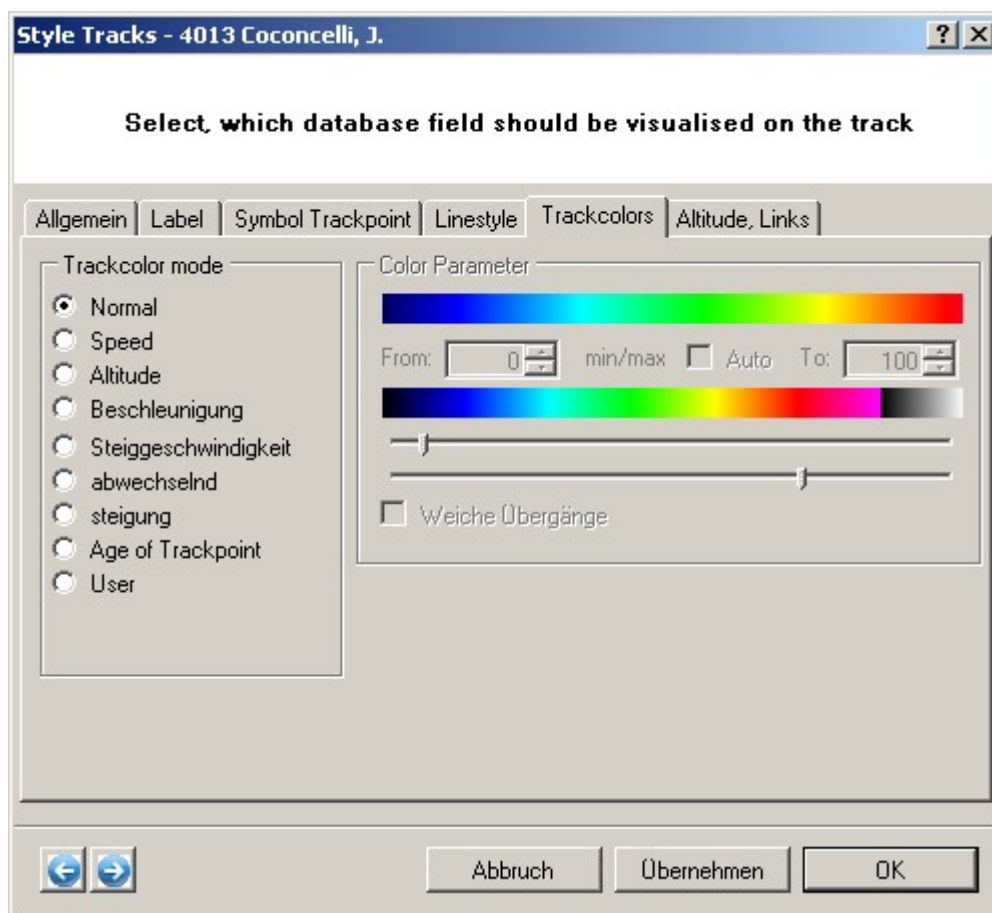 Style Tracks - 4013 Coconcelli, J.
Select, which database field should be visualised on the track
Allgemein Label Symbol Trackpoint Linestyle Trackcolors Altitude, Links
Trackcolor mode
Normal
Speed
Altitude
Beschleunigung
Steiggeschwindigkeit
abwechselnd
steigung
Age of Trackpoint
User
Color Parameter
From: 0 min/max Auto To: 100
Weiche Übergänge
Abbruch Übernehmen OK